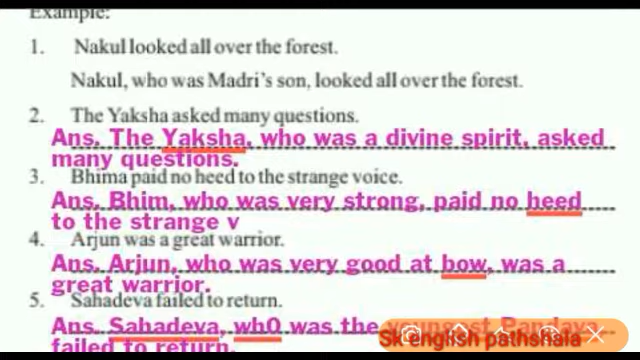 Example:
1. Nakul looked all over the forest.
Nakul, who was Madri's son, looked all over the forest.
2. The Yaksha asked many questions.
Ans. The Yaksha, who was a divine spirit, asked
many questions.
3. Bhima paid no heed to the strange voice.
Ans. Bhim, who was very strong, paid no heed
to the strange v
4. Arjun was a great warrior.
Ans. Arjun, who was very good at bow, was a
great warrior.
5. Sahadeva failed to return.
Ans. Sahadeva, wh0 was the
Sk english pathshala
failed to return.